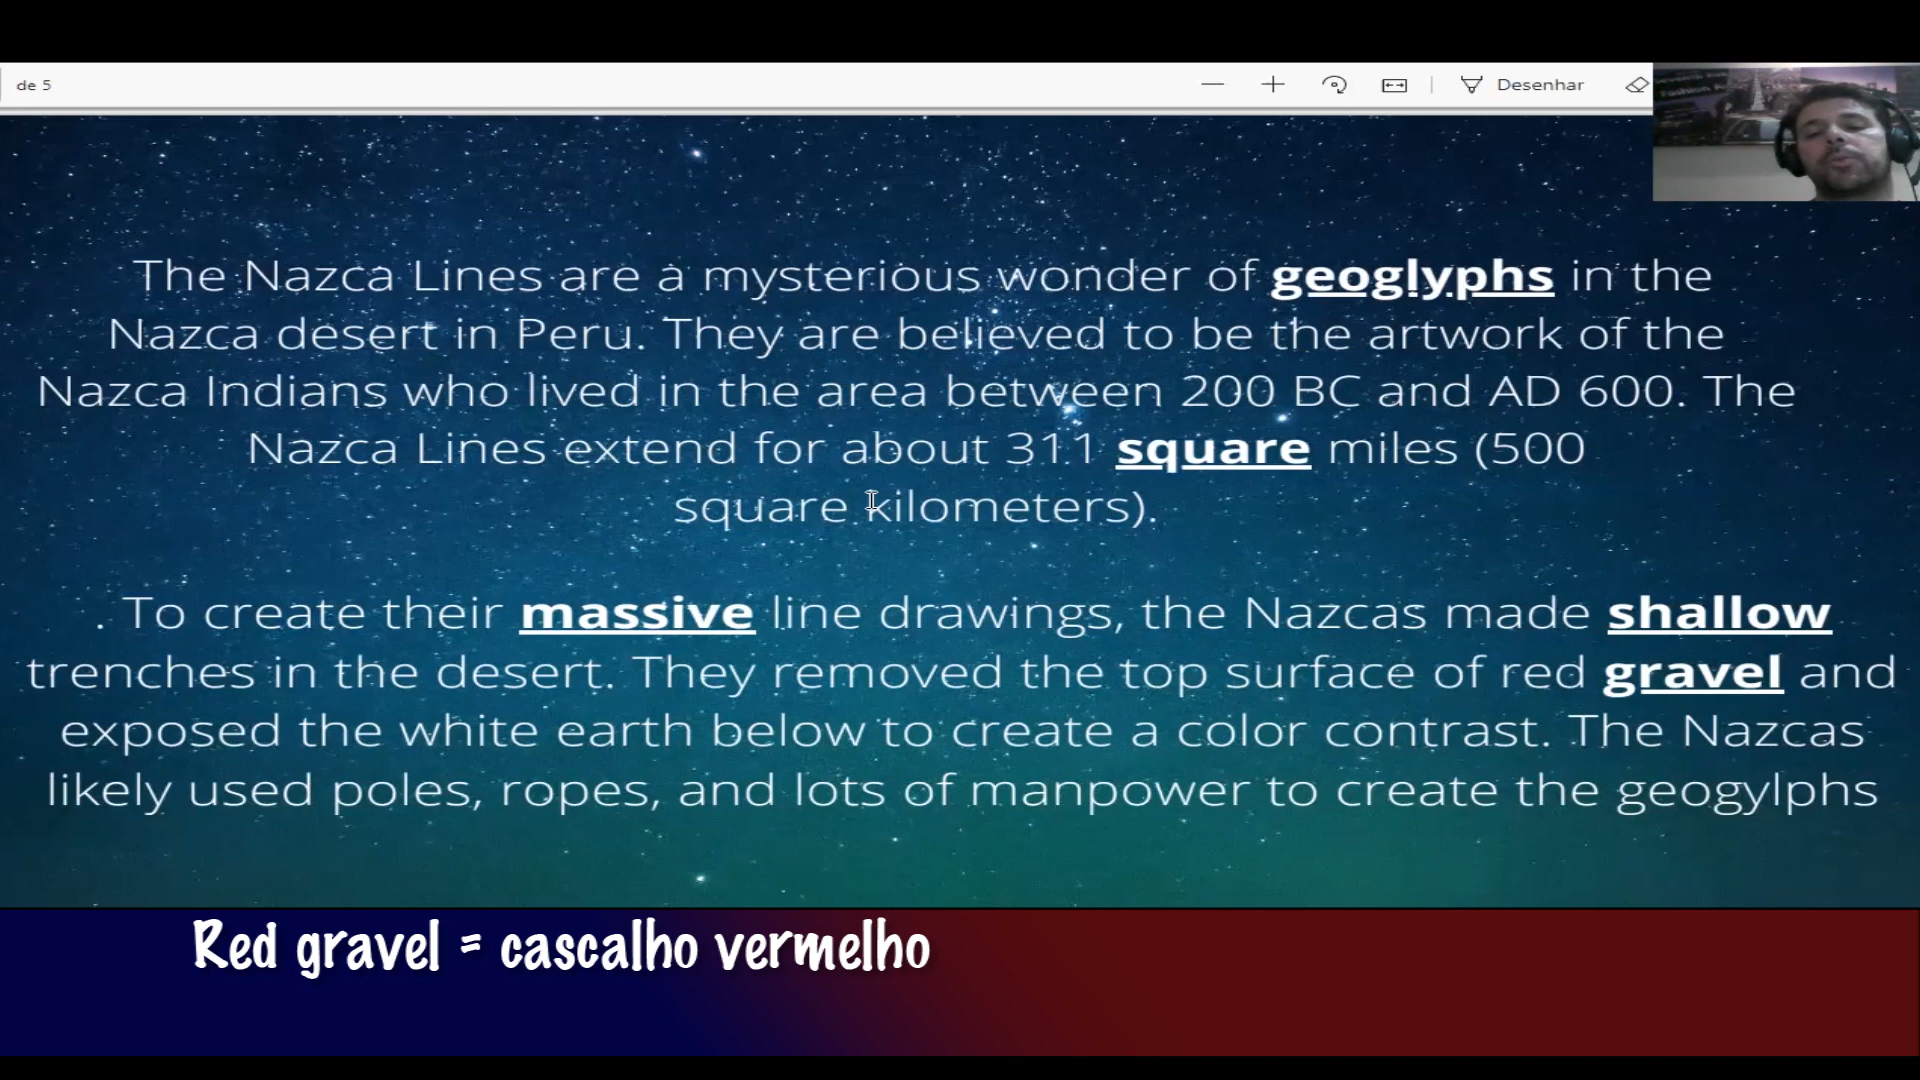 de 5
Desenhar
The Nazca Lines are a mysterious wonder of geoglyphs in the
Nazca desert in Peru. They are believed to be the artwork of the
Nazca Indians who lived in the area between 200 BC and AD 600. The
Nazca Lines extend for about 311 square miles (500
square kilometers).
. To create their massive line drawings, the Nazcas made shallow
trenches in the desert. They removed the top surface of red gravel and
exposed the white earth below to create a color contrast. The Nazcas
likely used poles, ropes, and lots of manpower to create the geogylphs
Red gravel = cascalho vermelho